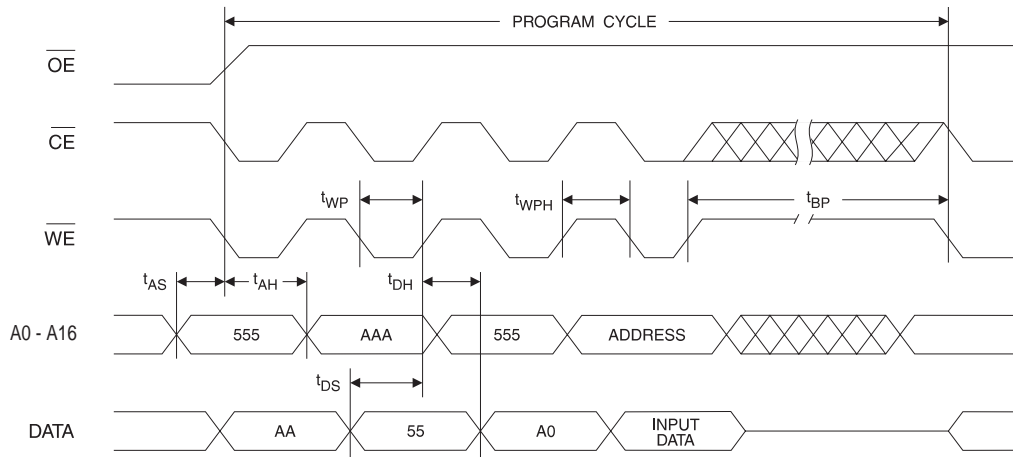 PROGRAM CYCLE
OE
CE
tWP
tWPH
tBP
WE
tAS
tAH
tDH
A0 - A16
555
AAA
555
ADDRESS
tDS
DATA
AA
55
A0
INPUT
DATA